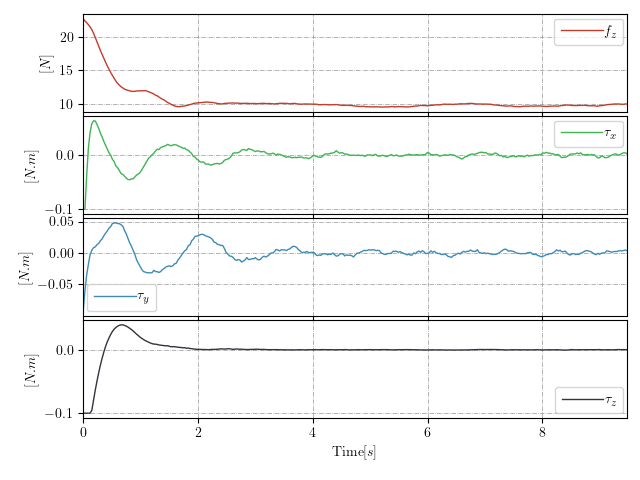 20
15
10
[N]
f_z
0.0
−0.1
[N.m]
τ_x
0.05
0.00
−0.05
[N.m]
τ_y
0.0
−0.1
[N.m]
τ_z
0 2 4 6 8
Time[s]